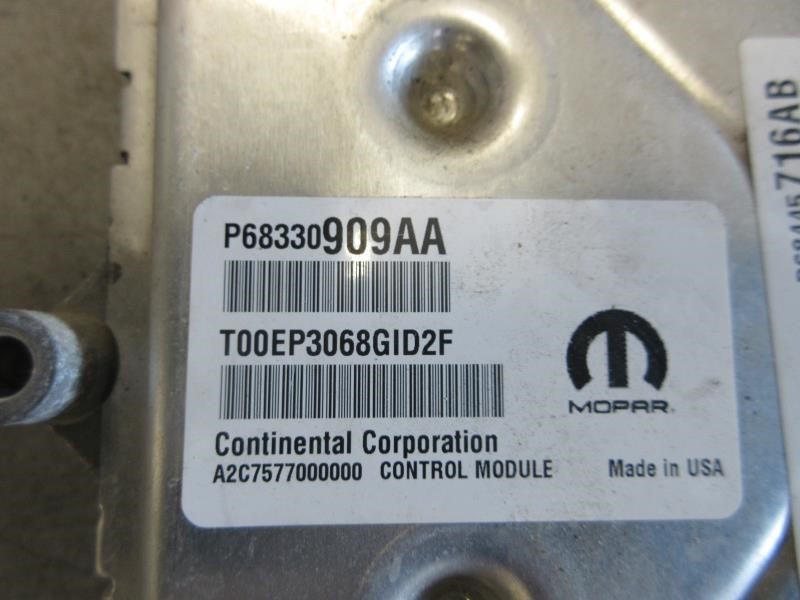 P68330909AA
T00EP3068GID2F
MOPAR
Continental Corporation
A2C7577000000 CONTROL MODULE Made in USA
716AB